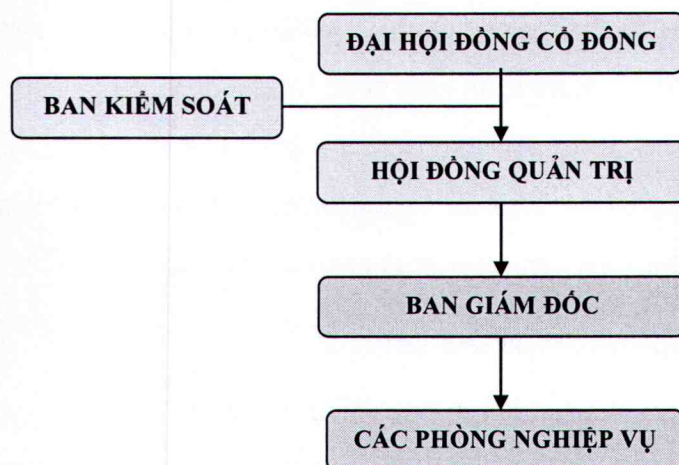 ĐẠI HỘI ĐỒNG CỔ ĐÔNG
BAN KIỂM SOÁT
HỘI ĐỒNG QUẢN TRỊ
BAN GIÁM ĐỐC
CÁC PHÒNG NGHIỆP VỤ